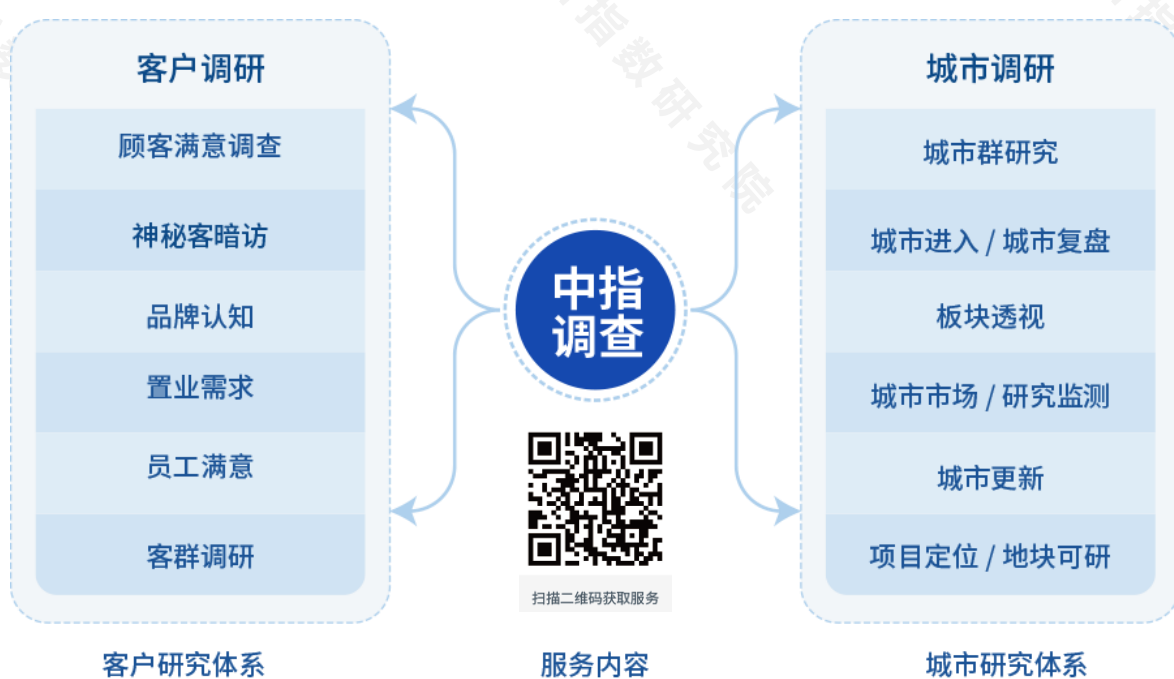 客户调研
顾客满意调查
神秘客暗访
品牌认知
置业需求
员工满意
客群调研
客户研究体系
中指
调查
扫描二维码获取服务
服务内容
城市调研
城市群研究
城市进入 / 城市复盘
板块透视
城市市场 / 研究监测
城市更新
项目定位 / 地块可研
城市研究体系
指数研究院